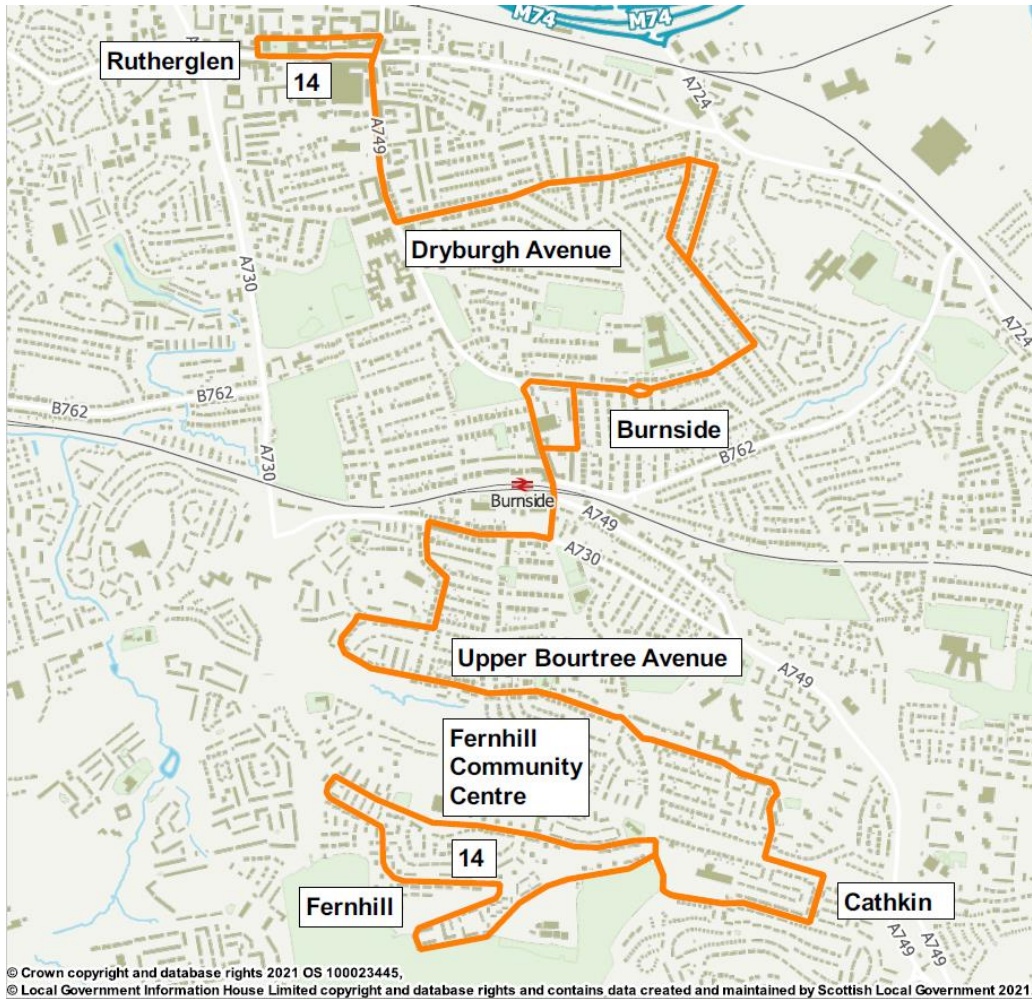 M74
M74
Rutherglen
14
A749
A724
Dryburgh Avenue
A730
A724
B762
B762
Burnside
B762
A730
Burnside
A749
A730
Upper Bourtree Avenue
A749
Fernhill
Community
Centre
14
Fernhill
Cathkin
A749
A749
© Crown copyright and database rights 2021 OS 100023445,
© Local Government Information House Limited copyright and database rights and contains data created and maintained by Scottish Local Government 2021